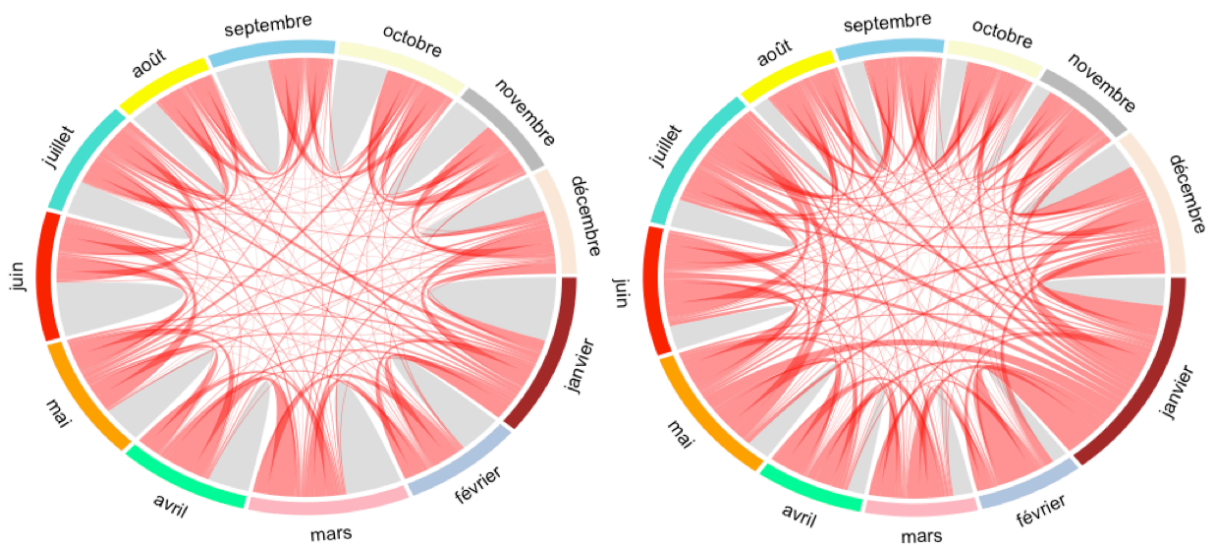 septembre
octobre
novembre
décembre
janvier
février
mars
avril
mai
juin
juillet
août
septembre
octobre
novembre
décembre
janvier
février
mars
avril
mai
juin
juillet
août